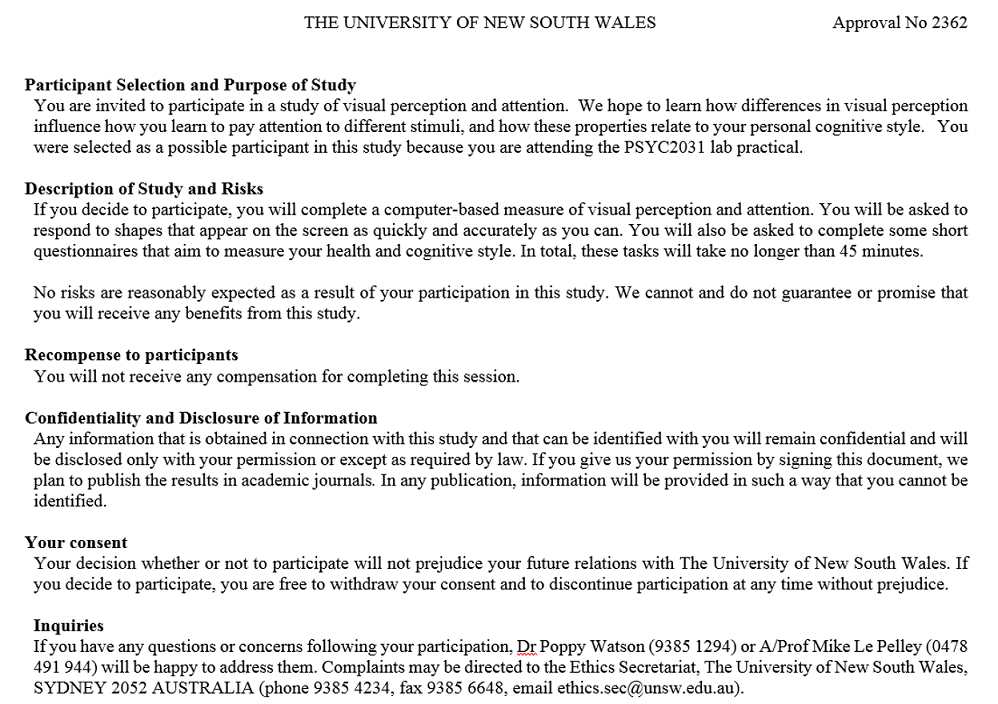 THE UNIVERSITY OF NEW SOUTH WALES Approval No 2362
Participant Selection and Purpose of Study
You are invited to participate in a study of visual perception and attention. We hope to learn how differences in visual perception
influence how you learn to pay attention to different stimuli, and how these properties relate to your personal cognitive style. You
were selected as a possible participant in this study because you are attending the PSYC2031 lab practical.
Description of Study and Risks
If you decide to participate, you will complete a computer-based measure of visual perception and attention. You will be asked to
respond to shapes that appear on the screen as quickly and accurately as you can. You will also be asked to complete some short
questionnaires that aim to measure your health and cognitive style. In total, these tasks will take no longer than 45 minutes.
No risks are reasonably expected as a result of your participation in this study. We cannot and do not guarantee or promise that
you will receive any benefits from this study.
Recompense to participants
You will not receive any compensation for completing this session.
Confidentiality and Disclosure of Information
Any information that is obtained in connection with this study and that can be identified with you will remain confidential and will
be disclosed only with your permission or except as required by law. If you give us your permission by signing this document, we
plan to publish the results in academic journals. In any publication, information will be provided in such a way that you cannot be
identified.
Your consent
Your decision whether or not to participate will not prejudice your future relations with The University of New South Wales. If
you decide to participate, you are free to withdraw your consent and to discontinue participation at any time without prejudice.
Inquiries
If you have any questions or concerns following your participation, Dr Poppy Watson (9385 1294) or A/Prof Mike Le Pelley (0478
491 944) will be happy to address them. Complaints may be directed to the Ethics Secretariat, The University of New South Wales,
SYDNEY 2052 AUSTRALIA (phone 9385 4234, fax 9385 6648, email ethics.sec@unsw.edu.au).